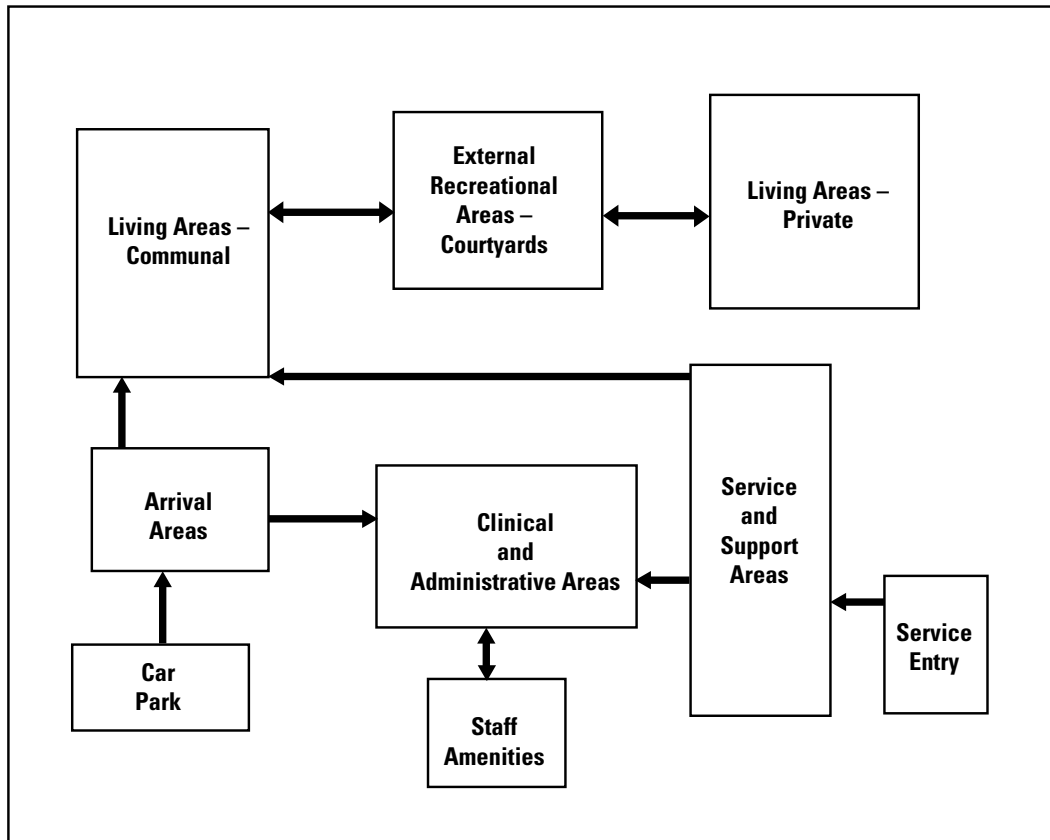 Living Areas –
Communal
External
Recreational
Areas –
Courtyards
Living Areas –
Private
Arrival
Areas
Clinical
and
Administrative Areas
Service
and
Support
Areas
Service
Entry
Car
Park
Staff
Amenities